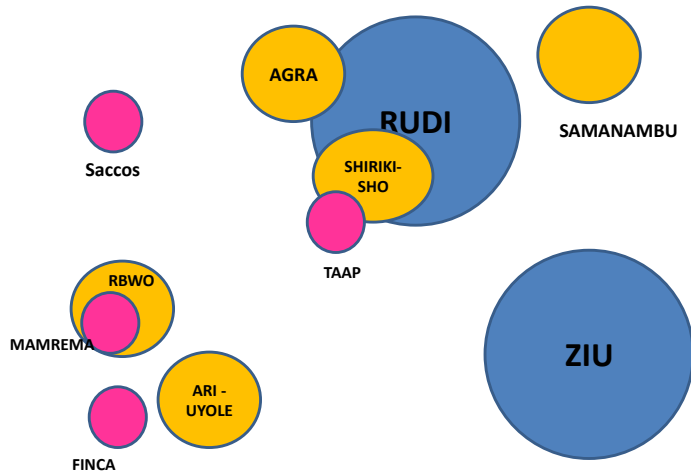 AGRA
RUDI
SAMANAMBU
Saccos
SHIRIKI-
SHO
TAAP
RBWO
MAMREMA
ZIU
ARI -
UYOLE
FINCA